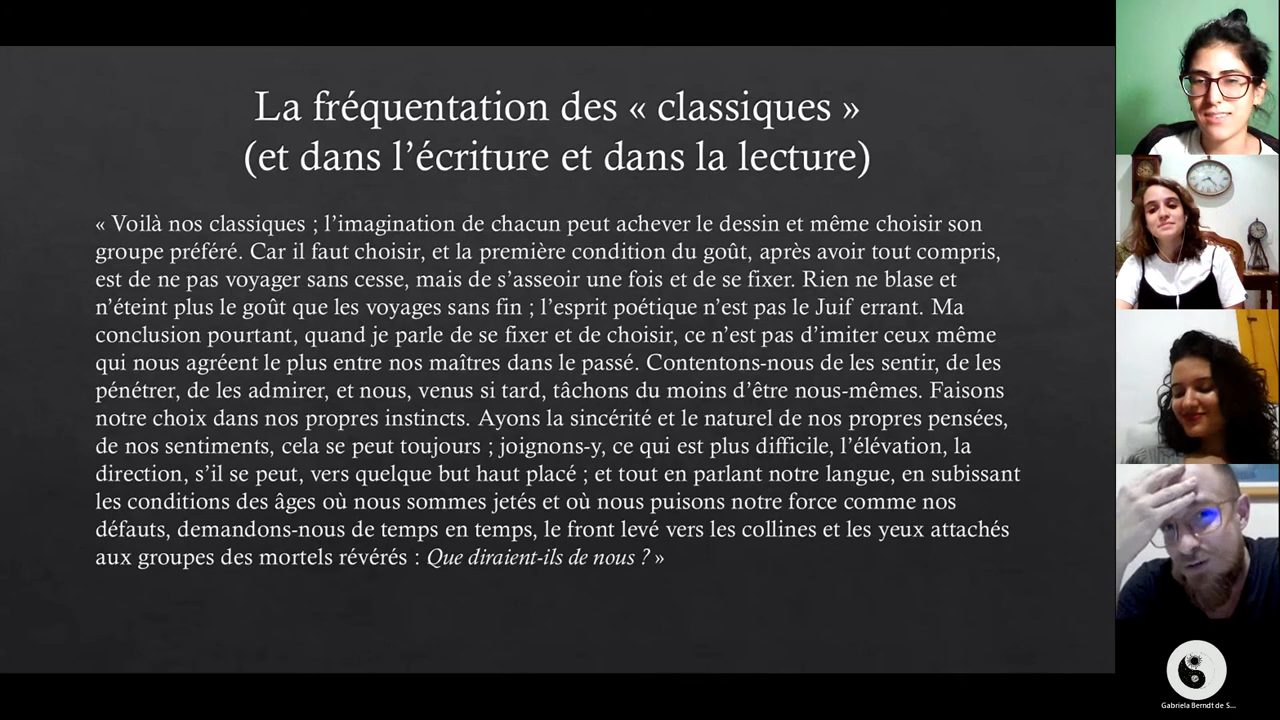 La fréquentation des « classiques »
(et dans l’écriture et dans la lecture)
« Voilà nos classiques ; l’imagination de chacun peut achever le dessin et même choisir son
groupe préféré. Car il faut choisir, et la première condition du goût, après avoir tout compris,
est de ne pas voyager sans cesse, mais de s’asseoir une fois et de se fixer. Rien ne blase et
n’éteint plus le goût que les voyages sans fin ; l’esprit poétique n’est pas le Juif errant. Ma
conclusion pourtant, quand je parle de se fixer et de choisir, ce n’est pas d’imiter ceux même
qui nous agréent le plus entre nos maîtres dans le passé. Contentons-nous de les sentir, de les
pénétrer, de les admirer, et nous, venus si tard, tâchons du moins d’être nous-mêmes. Faisons
notre choix dans nos propres instincts. Ayons la sincérité et le naturel de nos propres pensées,
de nos sentiments, cela se peut toujours ; joignons-y, ce qui est plus difficile, l’élévation, la
direction, s’il se peut, vers quelque but haut placé ; et tout en parlant notre langue, en subissant
les conditions des âges où nous sommes jetés et où nous puisons notre force comme nos
défauts, demandons-nous de temps en temps, le front levé vers les collines et les yeux attachés
aux groupes des mortels révérés : Que diraient-ils de nous ? »
Gabriela Berndt de S...